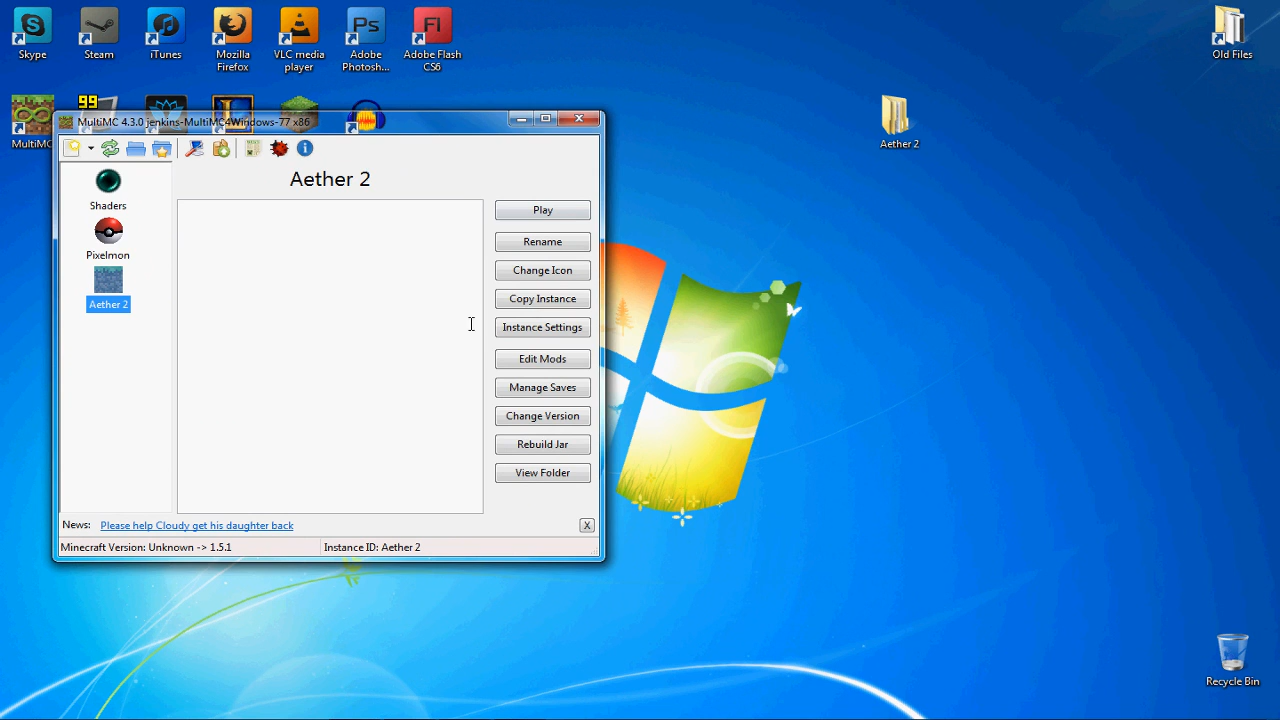 Skype
Steam
iTunes
Mozilla
Firefox
VLC media
player
Adobe
Photosh...
Adobe Flash
CS6
Old Files
99
MultiMC
Aether 2
MultiMC 4.3.0 jenkins-MultiMC4Windows-77 x86
Aether 2
Shaders
Pixelmon
Aether 2
Play
Rename
Change Icon
Copy Instance
Instance Settings
Edit Mods
Manage Saves
Change Version
Rebuild Jar
View Folder
News: Please help Cloudy get his daughter back
X
Minecraft Version: Unknown -> 1.5.1
Instance ID: Aether 2
Recycle Bin